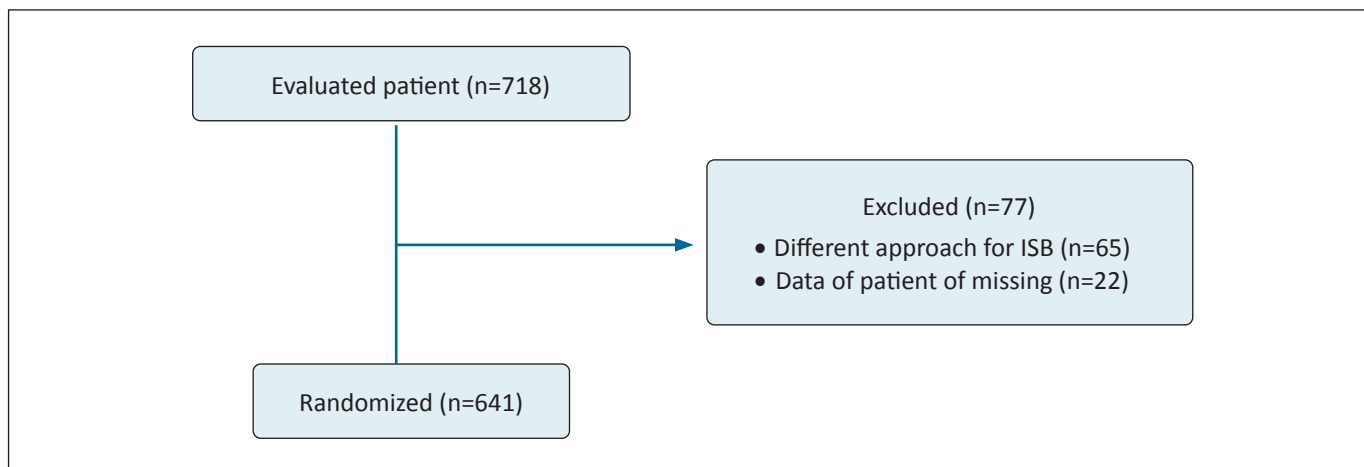 Evaluated patient (n=718)
Excluded (n=77)
• Different approach for ISB (n=65)
• Data of patient of missing (n=22)
Randomized (n=641)